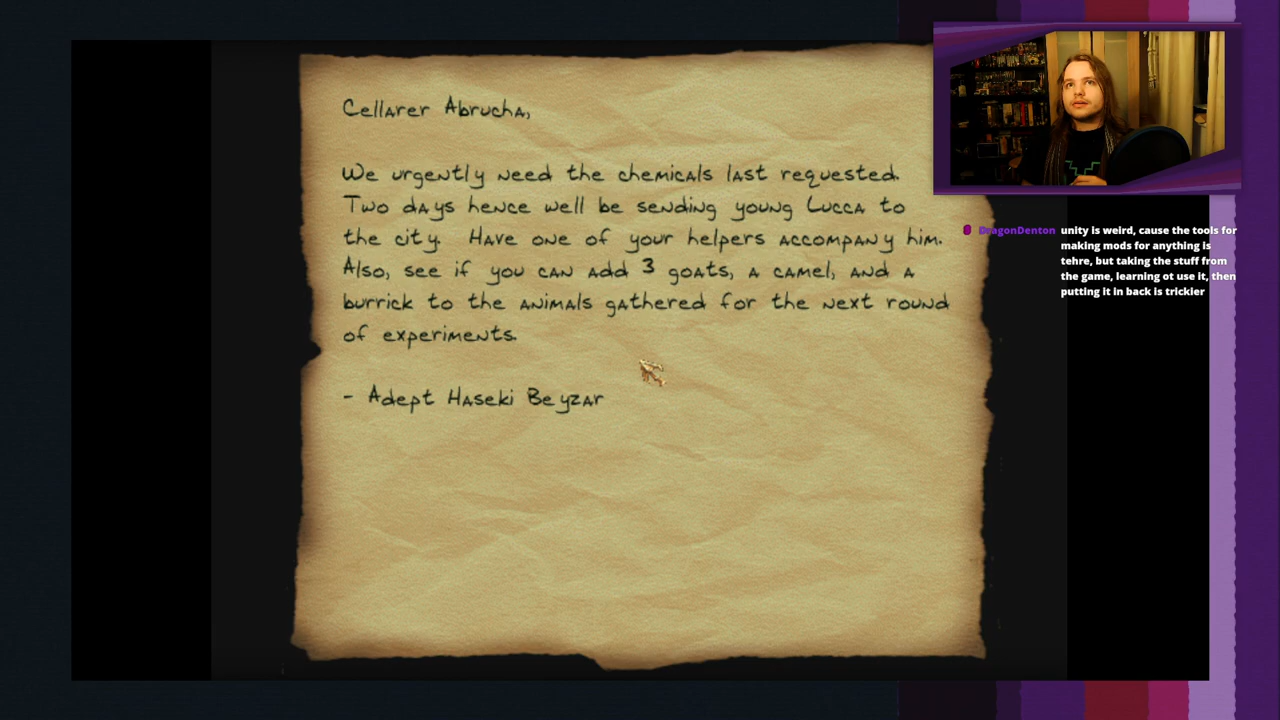 Cellarer Abrucha,
We urgently need the chemicals last requested.
Two days hence well be sending young Lucca to
the city. Have one of your helpers accompany him.
Also, see if you can add 3 goats, a camel, and a
burrick to the animals gathered for the next round
of experiments.
- Adept Haseki Beyzar
DragonDenton unity is weird, cause the tools for
making mods for anything is
tehre, but taking the stuff from
the game, learning ot use it, then
putting it in back is trickier